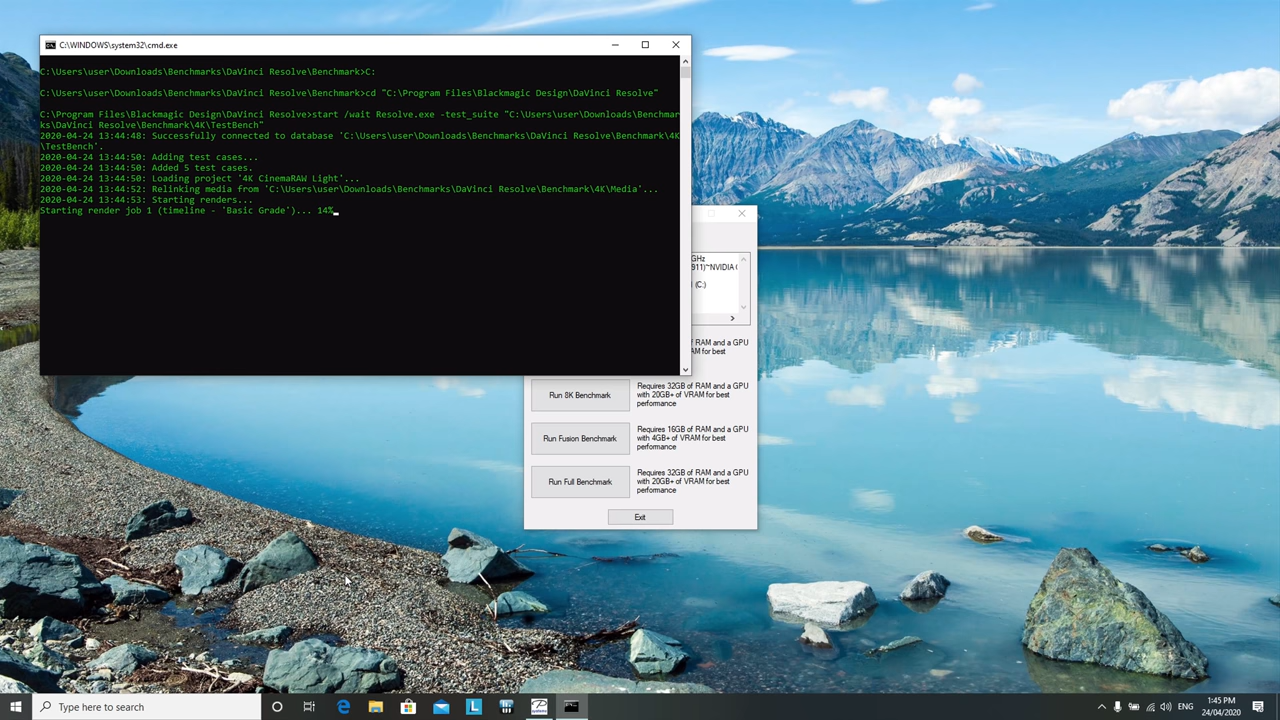 C:\WINDOWS\system32\cmd.exe
C:\Users\user\Downloads\Benchmarks\DaVinci Resolve\Benchmark>C:
C:\Users\user\Downloads\Benchmarks\DaVinci Resolve\Benchmark>cd "C:\Program Files\Blackmagic Design\DaVinci Resolve"
C:\Program Files\Blackmagic Design\DaVinci Resolve>start /wait Resolve.exe -test_suite "C:\Users\user\Downloads\Benchmar
ks\DaVinci Resolve\Benchmark\4K\TestBench"
2020-04-24 13:44:48: Successfully connected to database 'C:\Users\user\Downloads\Benchmarks\DaVinci Resolve\Benchmark\4K
\TestBench'.
2020-04-24 13:44:50: Adding test cases...
2020-04-24 13:44:50: Added 5 test cases.
2020-04-24 13:44:50: Loading project '4K CinemaRAW Light'...
2020-04-24 13:44:52: Relinking media from 'C:\Users\user\Downloads\Benchmarks\DaVinci Resolve\Benchmark\4K\Media'...
2020-04-24 13:44:53: Starting renders...
Starting render job 1 (timeline - 'Basic Grade')... 14%
GHz
911)~NVIDIA
(C:)
of RAM and a GPU
VRAM for best
Run 8K Benchmark
Requires 32GB of RAM and a GPU
with 20GB+ of VRAM for best
performance
Run Fusion Benchmark
Requires 16GB of RAM and a GPU
with 4GB+ of VRAM for best
performance
Run Full Benchmark
Requires 32GB of RAM and a GPU
with 20GB+ of VRAM for best
performance
Exit
Type here to search
ENG
1:45 PM
24/04/2020